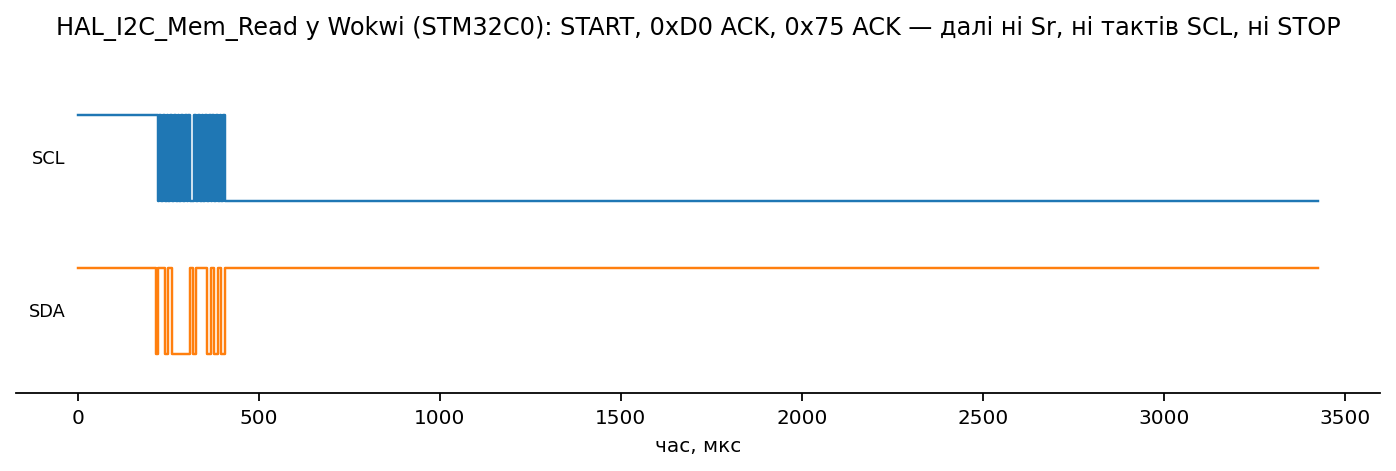 HAL_I2C_Mem_Read у Wokwi (STM32C0): START, 0xD0 ACK, 0x75 ACK — далі ні Sr, ні тактів SCL, ні STOP
SCL
SDA
0 500 1000 1500 2000 2500 3000 3500
час, мкс